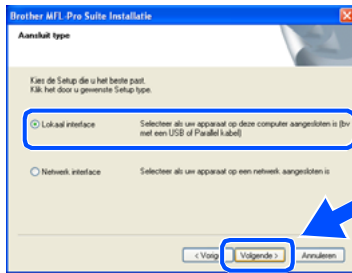 Brother MFL-Pro Suite Installatie
Aansluit type
Kies de Setup die u het beste past.
Klik het door u gewenste Setup type.
Lokaal interface
Selecteer als uw apparaat op deze computer aangesloten is (bv
met een USB of Parallel kabel)
Netwerk interface
Selecteer als uw apparaat op een netwerk aangesloten is
< Vorig
Volgende >
Annuleren